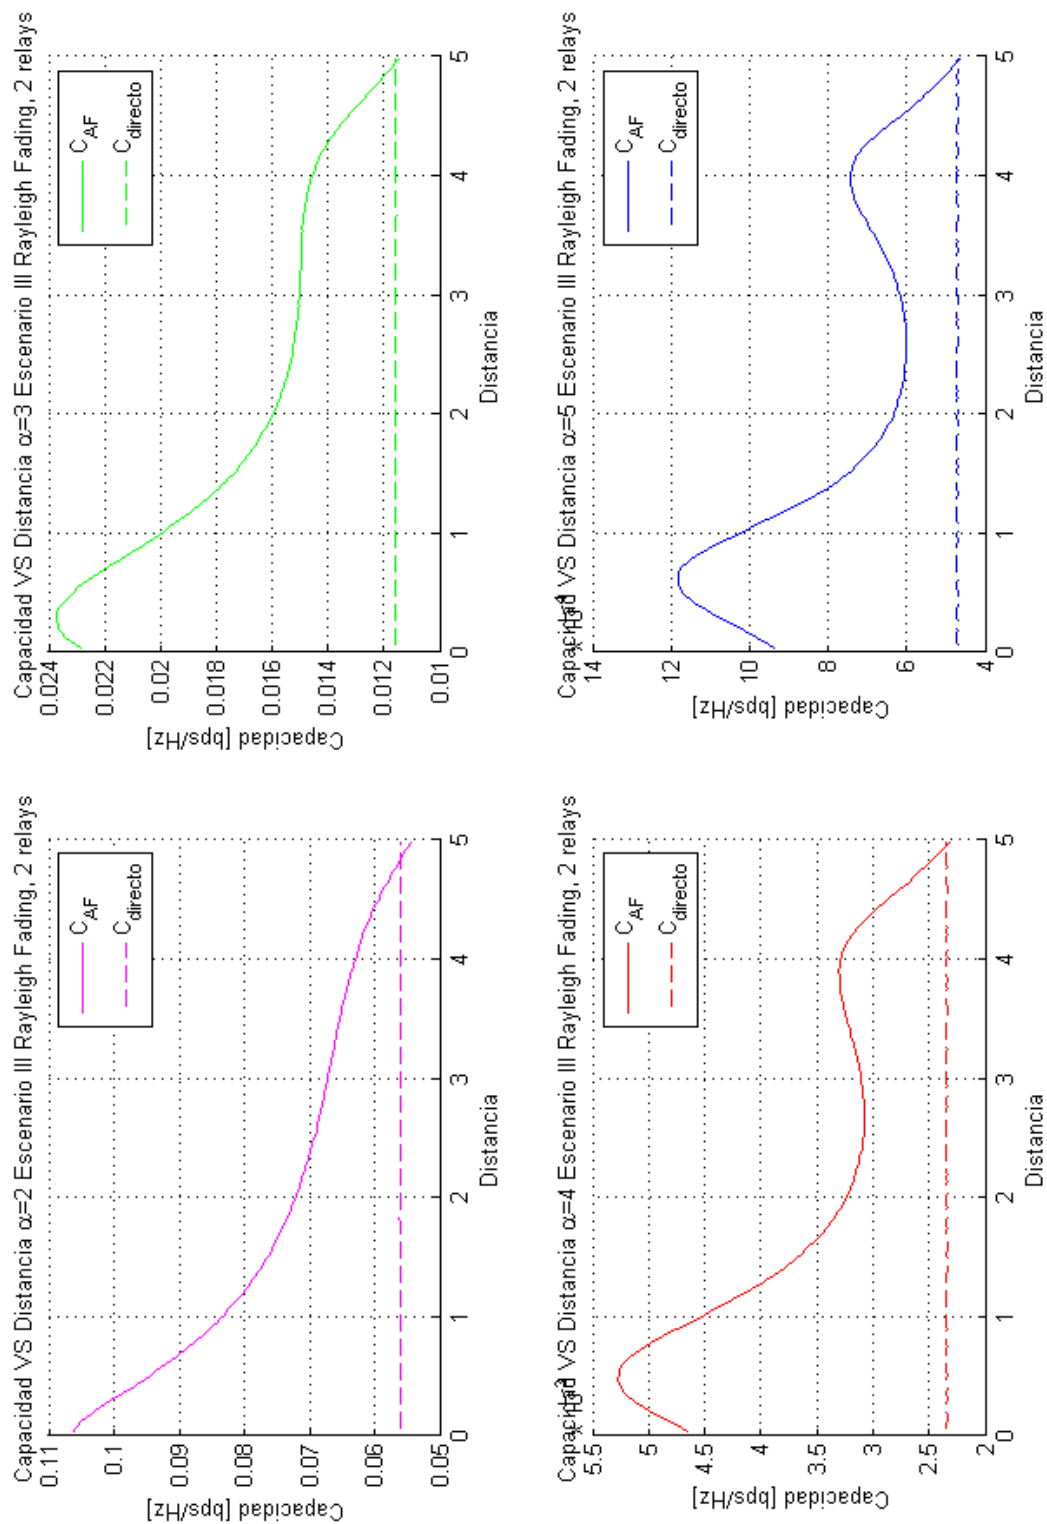 Capacidad VS Distancia α=2 Escenario III Rayleigh Fading, 2 relays
0.11
0.1
0.09
0.08
0.07
0.06
0.05
Capacidad [bps/Hz]
0 1 2 3 4 5
Distancia
C_AF
C_directo
Capacidad VS Distancia α=3 Escenario III Rayleigh Fading, 2 relays
0.024
0.022
0.02
0.018
0.016
0.014
0.012
0.01
Capacidad [bps/Hz]
0 1 2 3 4 5
Distancia
C_AF
C_directo
Capacidad VS Distancia α=4 Escenario III Rayleigh Fading, 2 relays
5.5
5
4.5
4
3.5
3
2.5
2
Capacidad [bps/Hz]
0 1 2 3 4 5
Distancia
C_AF
C_directo
Capacidad VS Distancia α=5 Escenario III Rayleigh Fading, 2 relays
14
12
10
8
6
4
Capacidad [bps/Hz]
0 1 2 3 4 5
Distancia
C_AF
C_directo